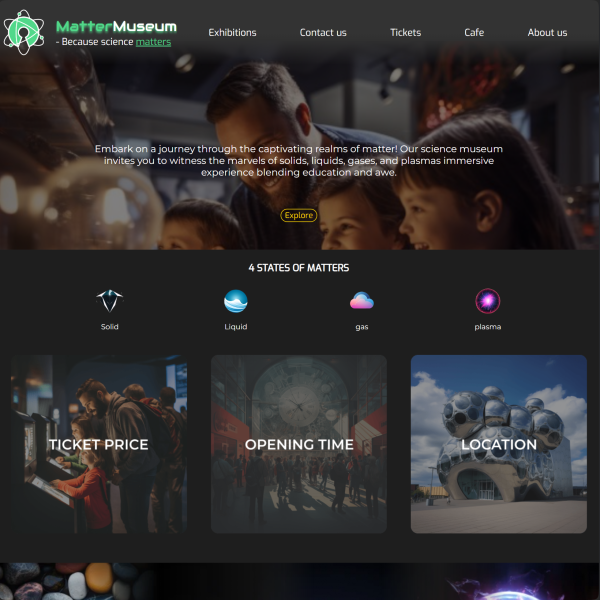 MatterMuseum
- Because science matters
Exhibitions
Contact us
Tickets
Cafe
About us
Embark on a journey through the captivating realms of matter! Our science museum
invites you to witness the marvels of solids, liquids, gases, and plasmas immersive
experience blending education and awe.
Explore
4 STATES OF MATTERS
Solid
Liquid
gas
plasma
TICKET PRICE
OPENING TIME
LOCATION